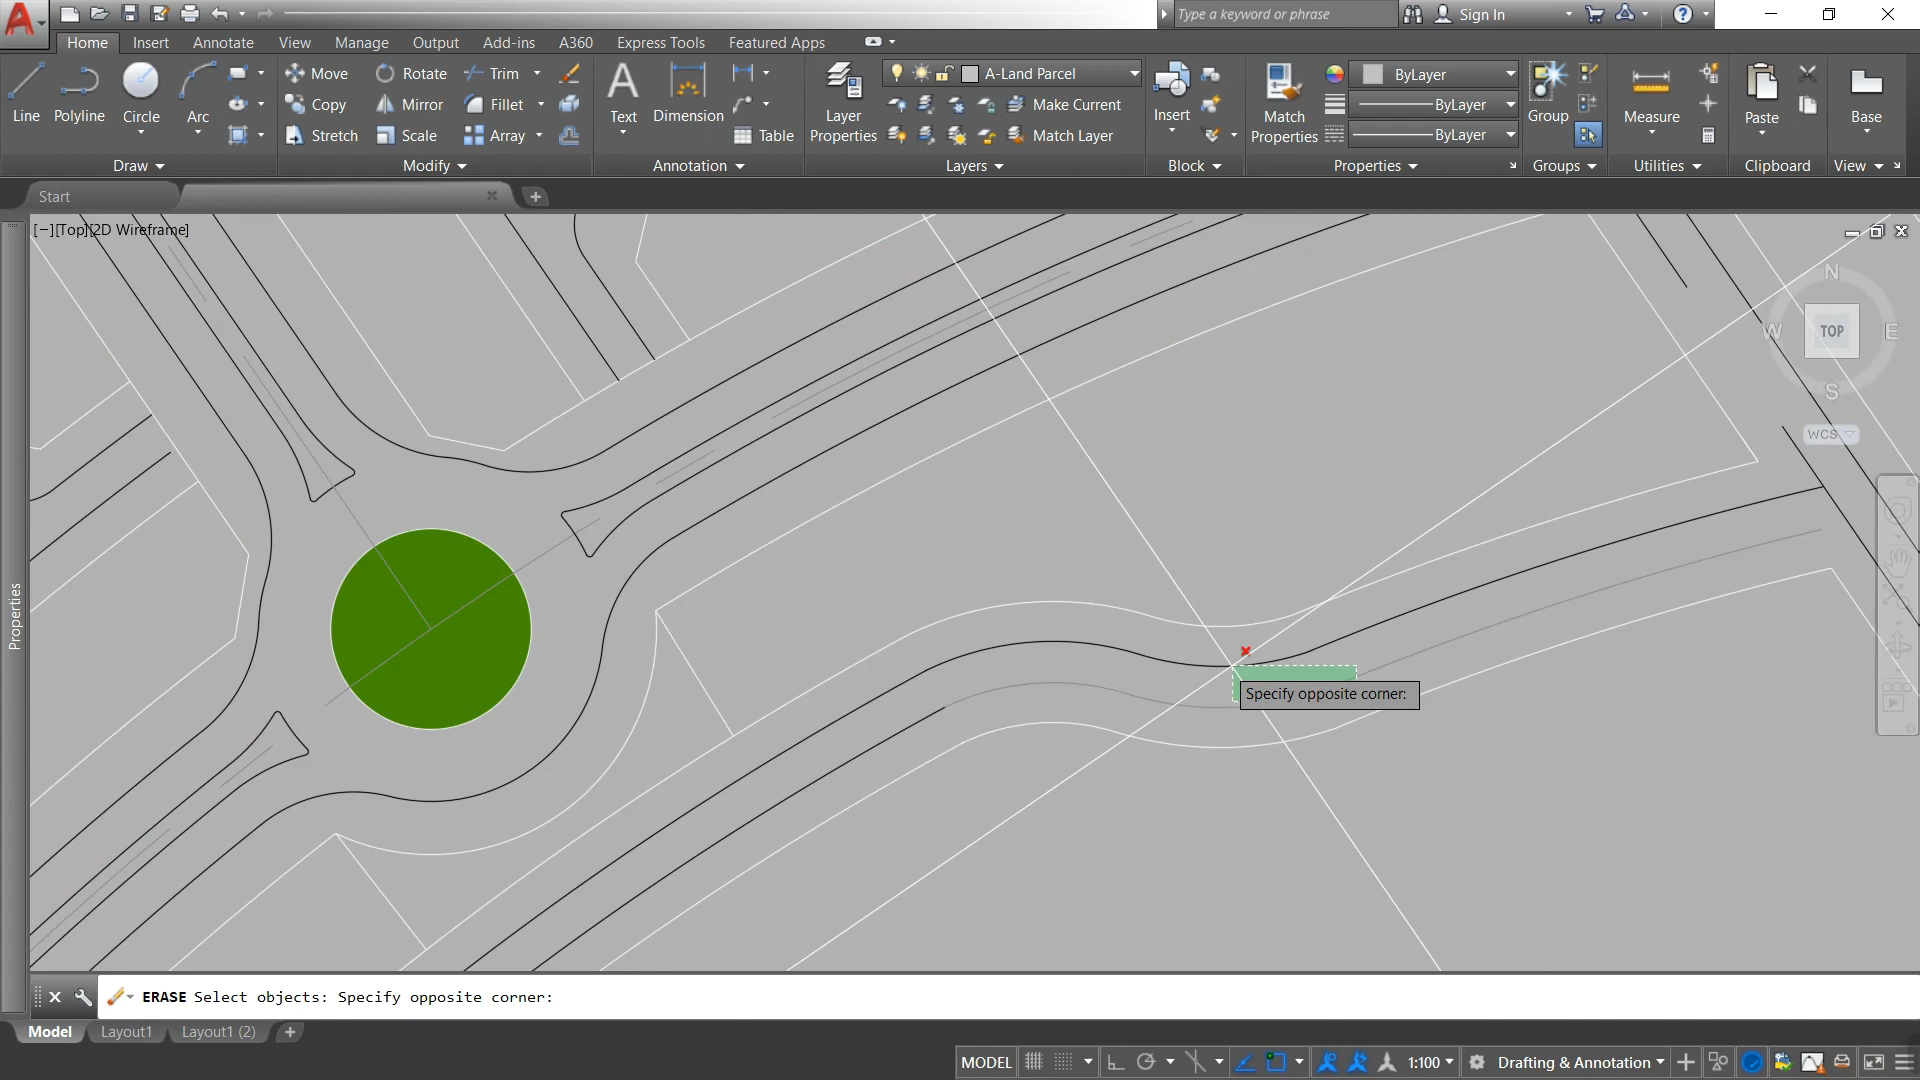 Type a keyword or phrase
Sign In
Home Insert Annotate View Manage Output Add-ins A360 Express Tools Featured Apps
Line Polyline Circle Arc
Draw
Move Rotate Trim
Copy Mirror Fillet
Stretch Scale Array
Modify
Text Dimension Table
Annotation
Layer Properties
A-Land Parcel
Make Current
Match Layer
Layers
Insert
Block
Match Properties
ByLayer
ByLayer
ByLayer
Properties
Group
Groups
Measure
Utilities
Paste
Clipboard
Base
View
Start
[−][Top][2D Wireframe]
N
W TOP E
S
WCS
Properties
Specify opposite corner:
ERASE Select objects: Specify opposite corner:
Model Layout1 Layout1 (2)
MODEL 1:100 Drafting & Annotation